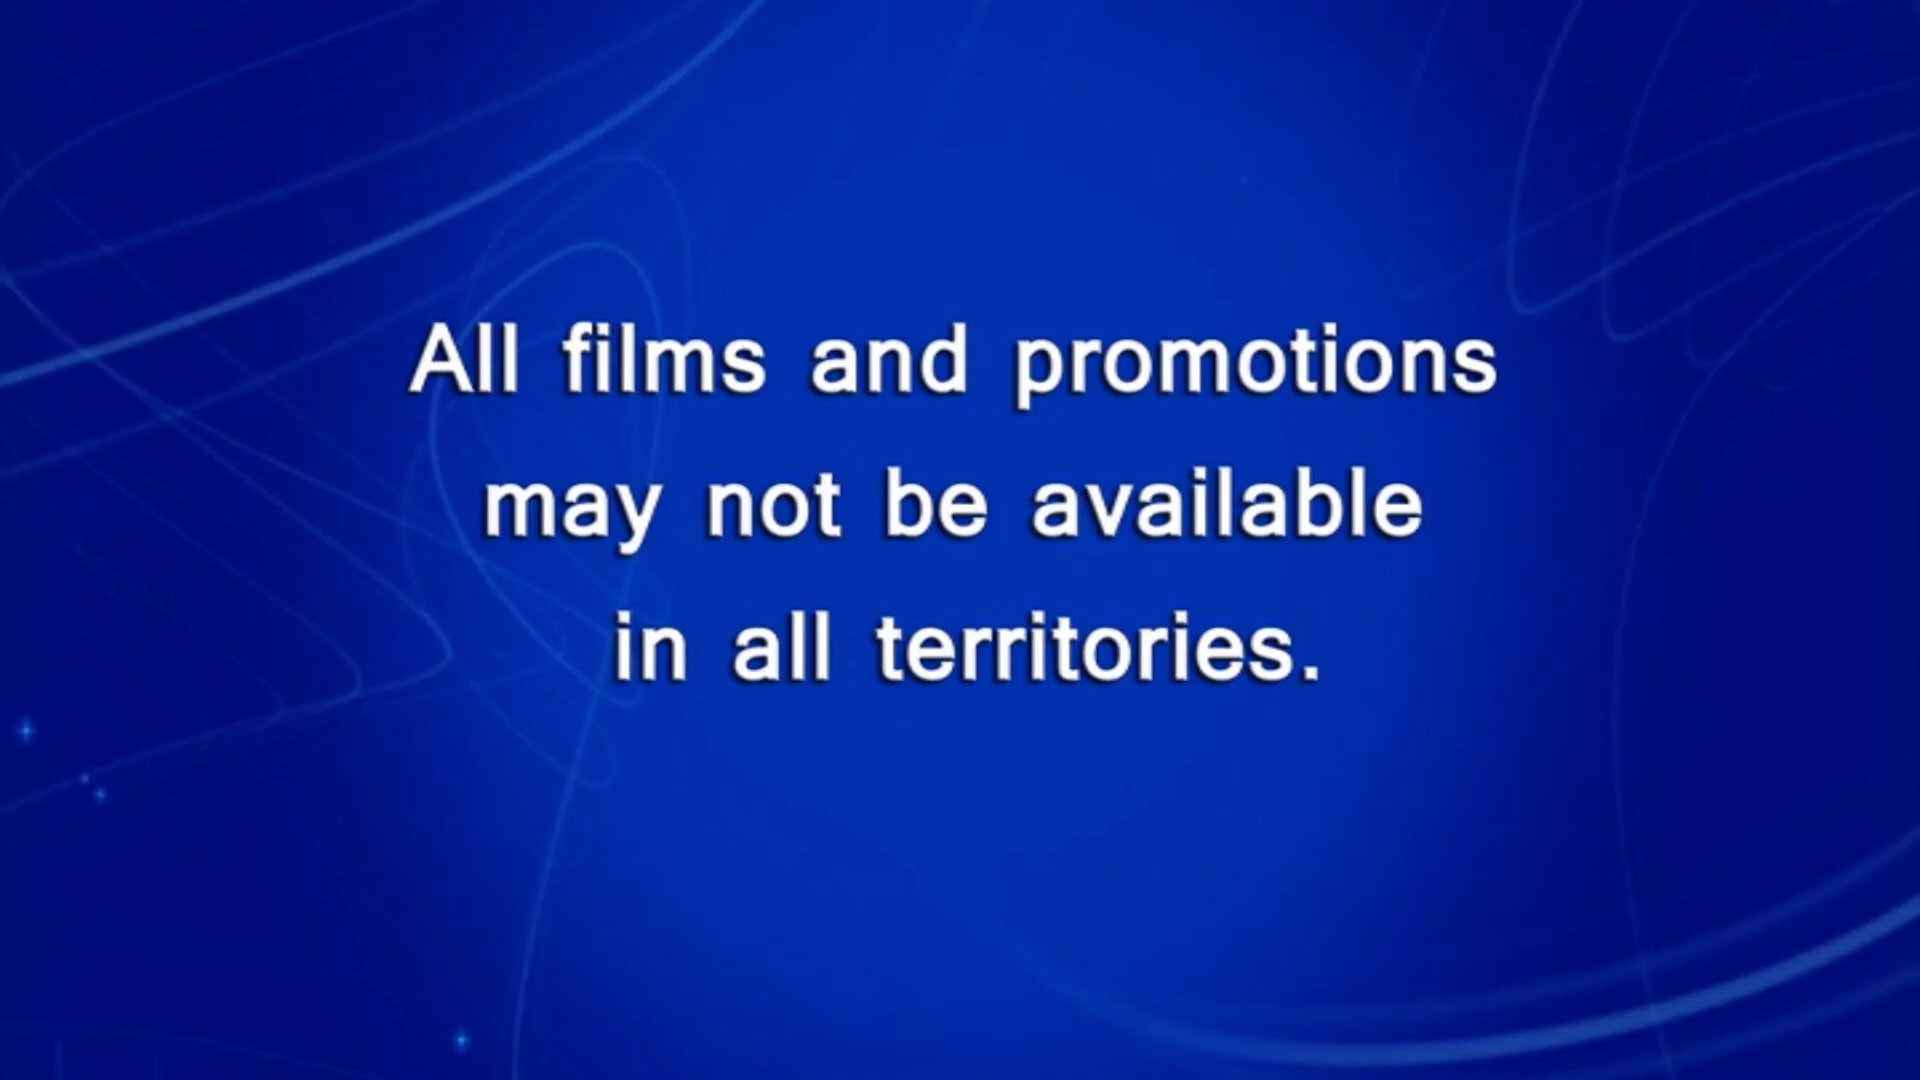 All films and promotions
may not be available
in all territories.